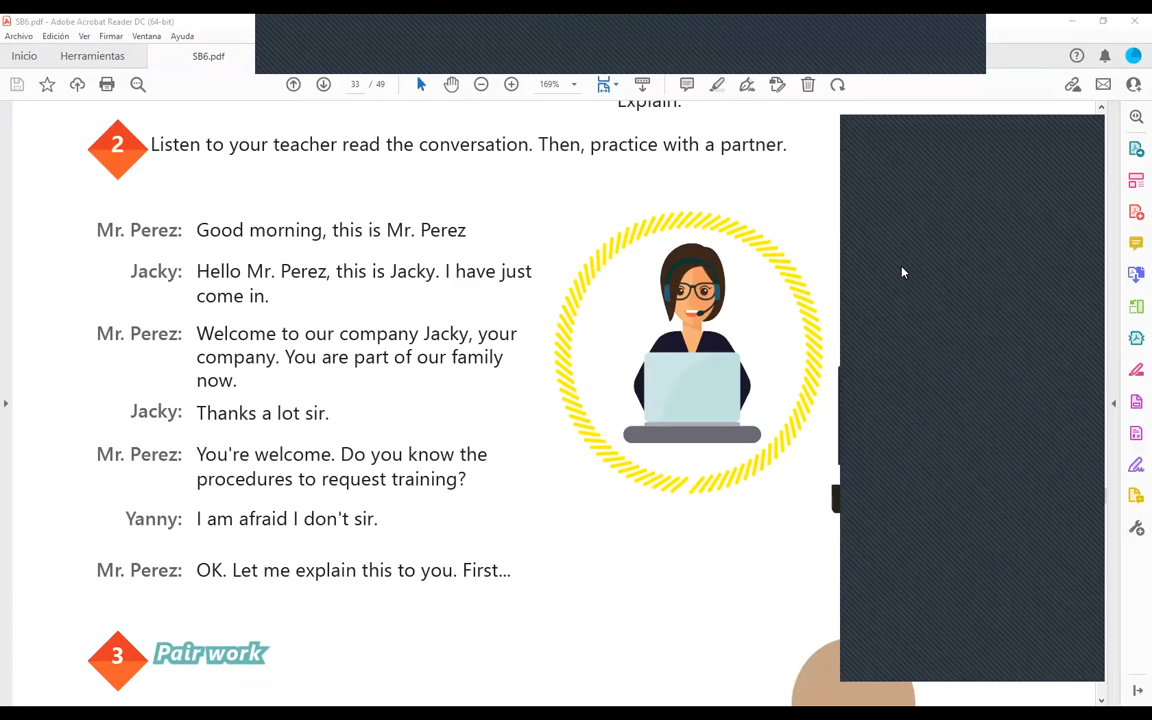 SB6.pdf - Adobe Acrobat Reader DC (64-bit)
Archivo Edición Ver Firmar Ventana Ayuda
Inicio Herramientas SB6.pdf
33 / 49 169%
Explain.
2 Listen to your teacher read the conversation. Then, practice with a partner.
Mr. Perez: Good morning, this is Mr. Perez
Jacky: Hello Mr. Perez, this is Jacky. I have just
come in.
Mr. Perez: Welcome to our company Jacky, your
company. You are part of our family
now.
Jacky: Thanks a lot sir.
Mr. Perez: You're welcome. Do you know the
procedures to request training?
Yanny: I am afraid I don't sir.
Mr. Perez: OK. Let me explain this to you. First...
3 Pair work